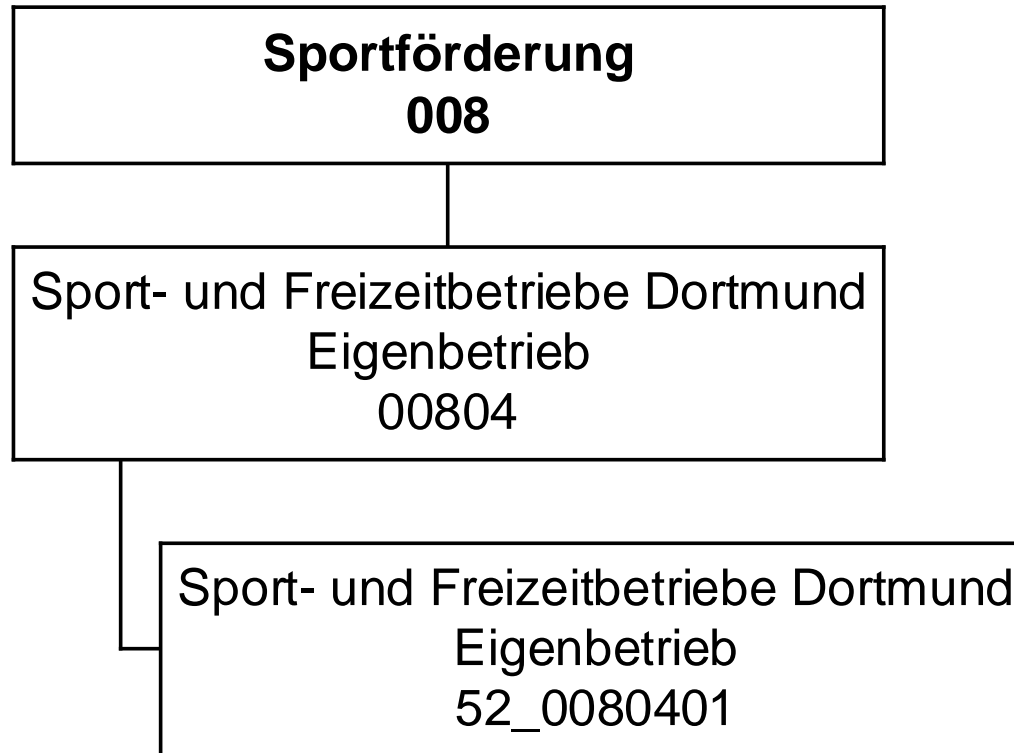 Sportförderung
008
Sport- und Freizeitbetriebe Dortmund
Eigenbetrieb
00804
Sport- und Freizeitbetriebe Dortmund
Eigenbetrieb
52_0080401